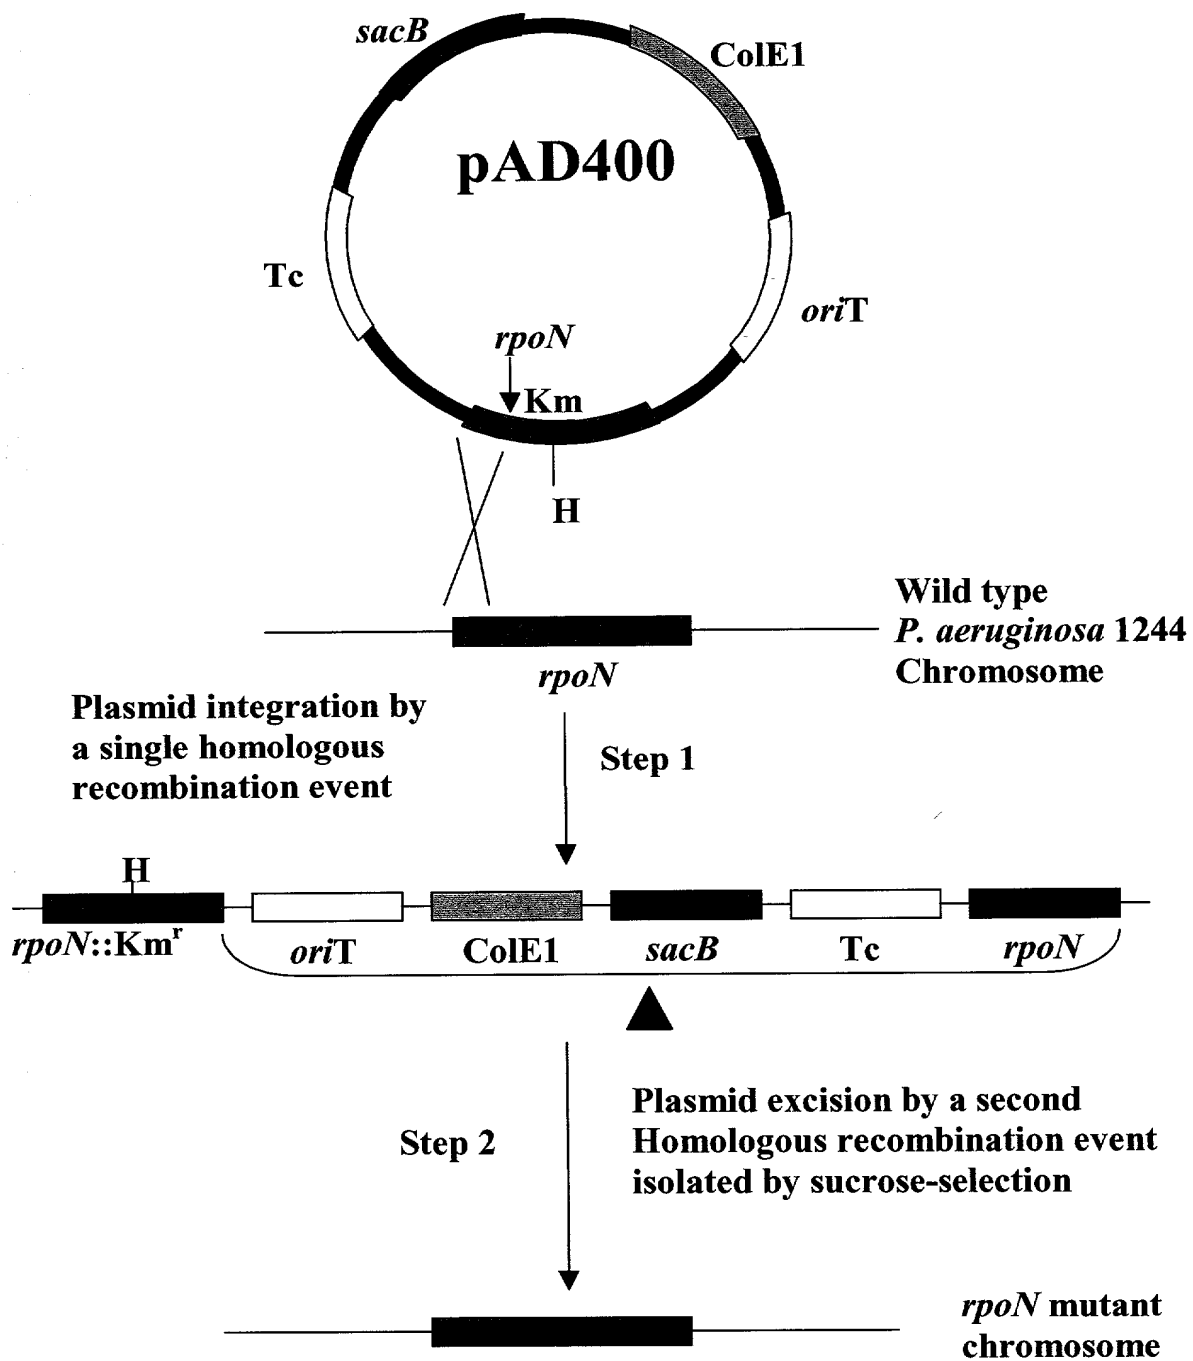 sacB
ColE1
pAD400
Tc
oriT
rpoN
Km
H
Wild type
P. aeruginosa 1244
Chromosome
rpoN
Plasmid integration by
a single homologous
recombination event
Step 1
H
rpoN::Kmʳ
oriT
ColE1
sacB
Tc
rpoN
Plasmid excision by a second
Homologous recombination event
isolated by sucrose-selection
Step 2
rpoN mutant
chromosome